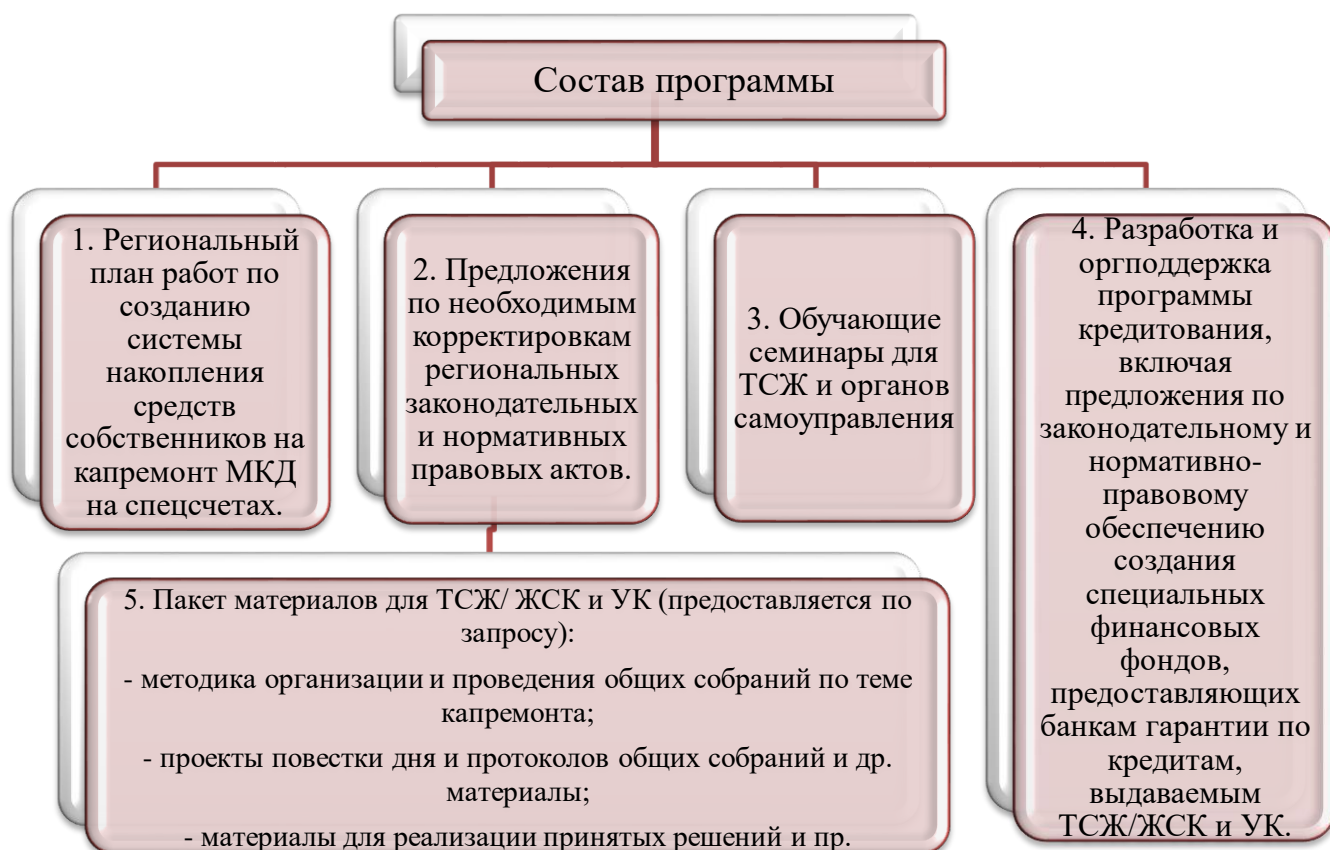 Состав программы
1. Региональный
план работ по
созданию
системы
накопления
средств
собственников на
капремонт МКД
на спецсчетах.
2. Предложения
по необходимым
корректировкам
региональных
законодательных
и нормативных
правовых актов.
3. Обучающие
семинары для
ТСЖ и органов
самоуправления
4. Разработка и
оргподдержка
программы
кредитования,
включая
предложения по
законодательному и
нормативно-
правовому
обеспечению
создания
специальных
финансовых
фондов,
предоставляющих
банкам гарантии по
кредитам,
выдаваемым
ТСЖ/ЖСК и УК.
5. Пакет материалов для ТСЖ/ ЖСК и УК (предоставляется по
запросу):
- методика организации и проведения общих собраний по теме
капремонта;
- проекты повестки дня и протоколов общих собраний и др.
материалы;
- материалы для реализации принятых решений и пр.